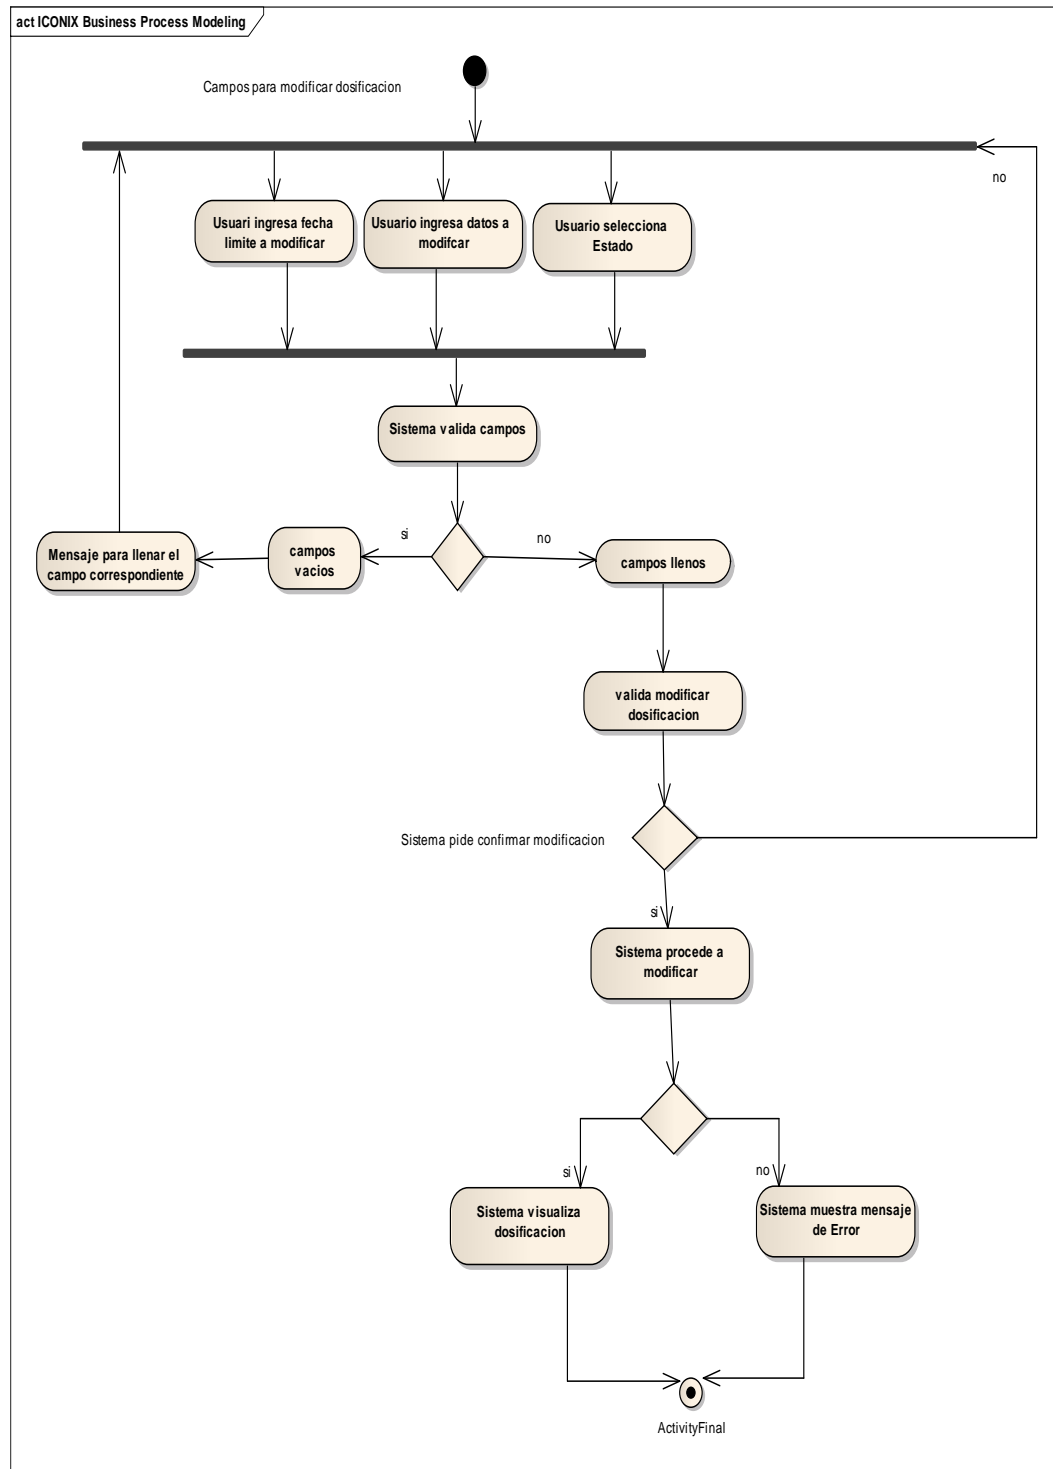 act ICONIX Business Process Modeling
Campos para modificar dosificacion
no
Usuari ingresa fecha
limite a modificar
Usuario ingresa datos a
modifcar
Usuario selecciona
Estado
Sistema valida campos
si
no
Mensaje para llenar el
campo correspondiente
campos
vacios
campos llenos
valida modificar
dosificacion
Sistema pide confirmar modificacion
si
Sistema procede a
modificar
si
no
Sistema visualiza
dosificacion
Sistema muestra mensaje
de Error
ActivityFinal